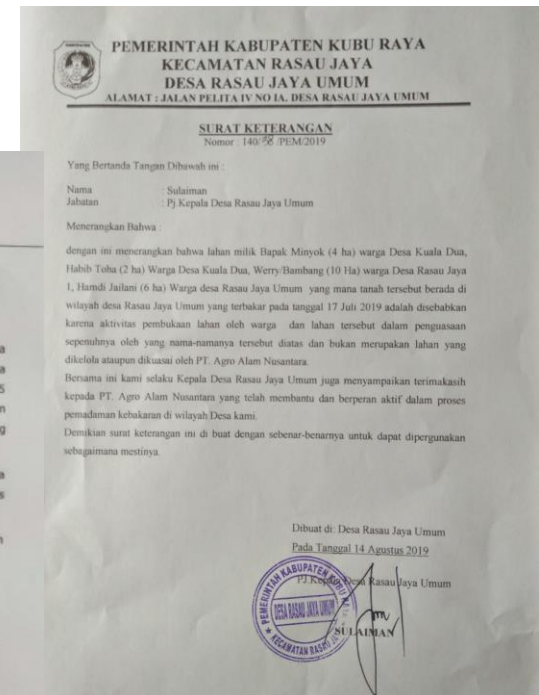 PEMERINTAH KABUPATEN KUBU RAYA
KECAMATAN RASAU JAYA
DESA RASAU JAYA UMUM
ALAMAT : JALAN PELITA IV NO IA. DESA RASAU JAYA UMUM
SURAT KETERANGAN
Nomor : 140/ /PEM/2019
Yang Bertanda Tangan Dibawah ini :
Nama : Sulaiman
Jabatan : Pj.Kepala Desa Rasau Jaya Umum
Menerangkan Bahwa :
dengan ini menerangkan bahwa lahan milik Bapak Minyok (4 ha) warga Desa Kuala Dua,
Habib Toha (2 ha) Warga Desa Kuala Dua, Werry/Bambang (10 Ha) warga Desa Rasau Jaya
1, Hamdi Jailani (6 ha) Warga desa Rasau Jaya Umum yang mana tanah tersebut berada di
wilayah desa Rasau Jaya Umum yang terbakar pada tanggal 17 Juli 2019 adalah disebabkan
karena aktivitas pembukaan lahan oleh warga dan lahan tersebut dalam penguasaan
sepenuhnya oleh yang nama-namanya tersebut diatas dan bukan merupakan lahan yang
dikelola ataupun dikuasai oleh PT. Agro Alam Nusantara.
Bersama ini kami selaku Kepala Desa Rasau Jaya Umum juga menyampaikan terimakasih
kepada PT. Agro Alam Nusantara yang telah membantu dan berperan aktif dalam proses
pemadaman kebakaran di wilayah Desa kami.
Demikian surat keterangan ini di buat dengan sebenar-benarnya untuk dapat dipergunakan
sebagaimana mestinya.
Dibuat di: Desa Rasau Jaya Umum
Pada Tanggal 14 Agustus 2019
PJ.Kepala Desa Rasau Jaya Umum
PEMERINTAH KABUPATEN KUBU RAYA
DESA RASAU JAYA UMUM
KECAMATAN RASAU
SULAIMAN